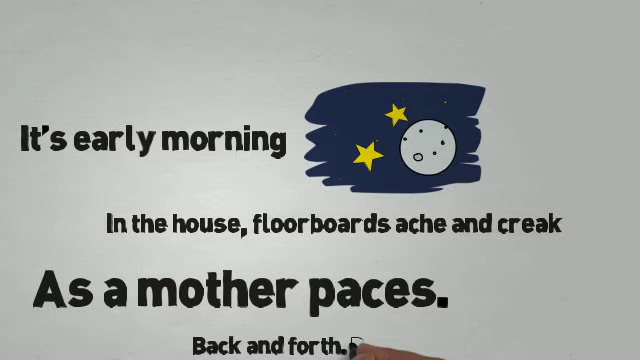 It's early morning
In the house, floorboards ache and creak
As a mother paces.
Back and forth.